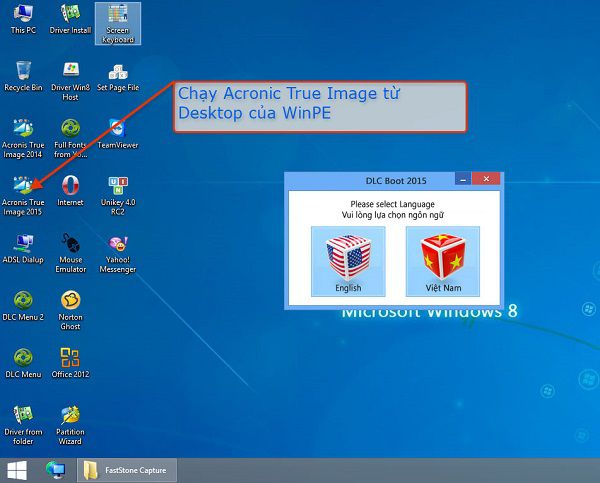 This PC
Driver Install
Screen
Keyboard
Recycle Bin
Driver Win8
Host
Set Page File
Chạy Acronic True Image từ
Desktop của WinPE
Acronis True
Image 2014
Full Fonts
from Yo...
TeamViewer
Acronis True
Image 2015
Internet
Unikey 4.0
RC2
DLC Boot 2015
Please select Language
Vui lòng lựa chọn ngôn ngữ
English
Việt Nam
ADSL Dialup
Mouse
Emulator
Yahoo!
Messenger
Microsoft Windows 8
DLC Menu 2
Norton
Ghost
DLC Menu
Office 2012
Driver from
folder
Partition
Wizard
FastStone Capture